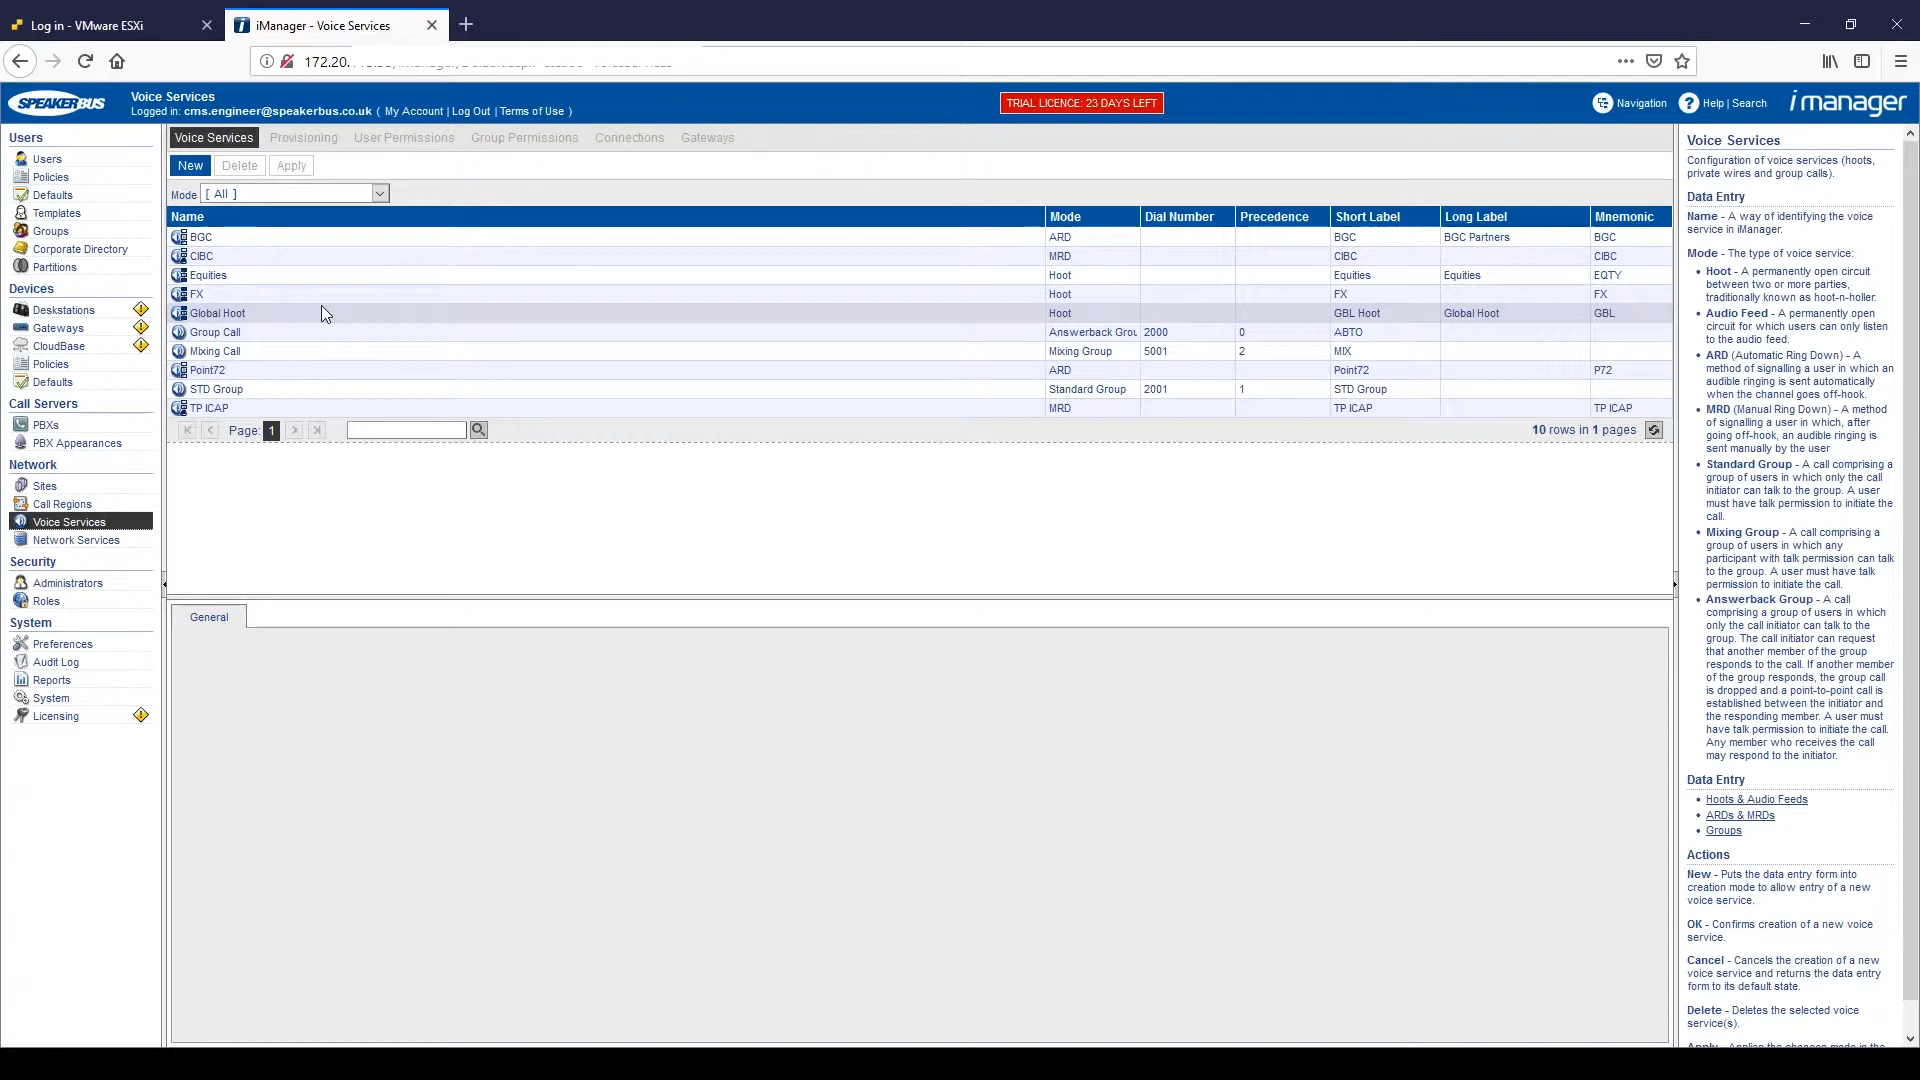 Log in - VMware ESXi
iManager - Voice Services
172.20.
SPEAKERBUS
Voice Services
Logged in: cms.engineer@speakerbus.co.uk ( My Account | Log Out | Terms of Use )
TRIAL LICENCE: 23 DAYS LEFT
Navigation
Help | Search
i manager
Users
Users
Policies
Defaults
Templates
Groups
Corporate Directory
Partitions
Devices
Deskstations
Gateways
CloudBase
Policies
Defaults
Call Servers
PBXs
PBX Appearances
Network
Sites
Call Regions
Voice Services
Network Services
Security
Administrators
Roles
System
Preferences
Audit Log
Reports
System
Licensing
Voice Services Provisioning User Permissions Group Permissions Connections Gateways
New Delete Apply
Mode [ All ]
Name Mode Dial Number Precedence Short Label Long Label Mnemonic
BGC ARD BGC BGC Partners BGC
CIBC MRD CIBC CIBC
Equities Hoot Equities Equities EQTY
FX Hoot FX FX
Global Hoot Hoot GBL Hoot Global Hoot GBL
Group Call Answerback Grou 2000 0 ABTO
Mixing Call Mixing Group 5001 2 MIX
Point72 ARD Point72 P72
STD Group Standard Group 2001 1 STD Group
TP ICAP MRD TP ICAP TP ICAP
Page: 1
10 rows in 1 pages
General
Voice Services
Configuration of voice services (hoots,
private wires and group calls).
Data Entry
Name - A way of identifying the voice
service in iManager.
Mode - The type of voice service:
• Hoot - A permanently open circuit
between two or more parties,
traditionally known as hoot-n-holler.
• Audio Feed - A permanently open
circuit for which users can only listen
to the audio feed.
• ARD (Automatic Ring Down) - A
method of signalling a user in which an
audible ringing is sent automatically
when the channel goes off-hook.
• MRD (Manual Ring Down) - A method
of signalling a user in which, after
going off-hook, an audible ringing is
sent manually by the user
• Standard Group - A call comprising a
group of users in which only the call
initiator can talk to the group. A user
must have talk permission to initiate the
call.
• Mixing Group - A call comprising a
group of users in which any
participant with talk permission can talk
to the group. A user must have talk
permission to initiate the call.
• Answerback Group - A call
comprising a group of users in which
only the call initiator can talk to the
group. The call initiator can request
that another member of the group
responds to the call. If another member
of the group responds, the group call
is dropped and a point-to-point call is
established between the initiator and
the responding member. A user must
have talk permission to initiate the call.
Any member who receives the call
may respond to the initiator.
Data Entry
• Hoots & Audio Feeds
• ARDs & MRDs
• Groups
Actions
New - Puts the data entry form into
creation mode to allow entry of a new
voice service.
OK - Confirms creation of a new voice
service.
Cancel - Cancels the creation of a new
voice service and returns the data entry
form to its default state.
Delete - Deletes the selected voice
service(s).